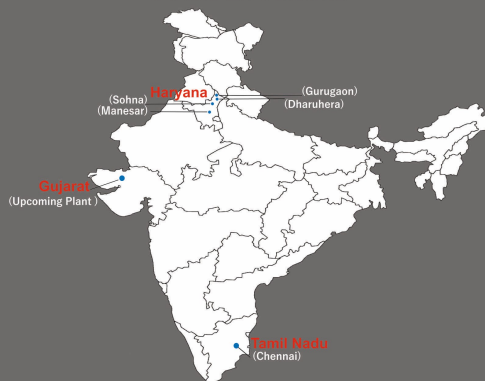 Haryana
(Gurugaon)
(Sohna)
(Dharuhera)
(Manesar)
Gujarat
(Upcoming Plant )
Tamil Nadu
(Chennai)